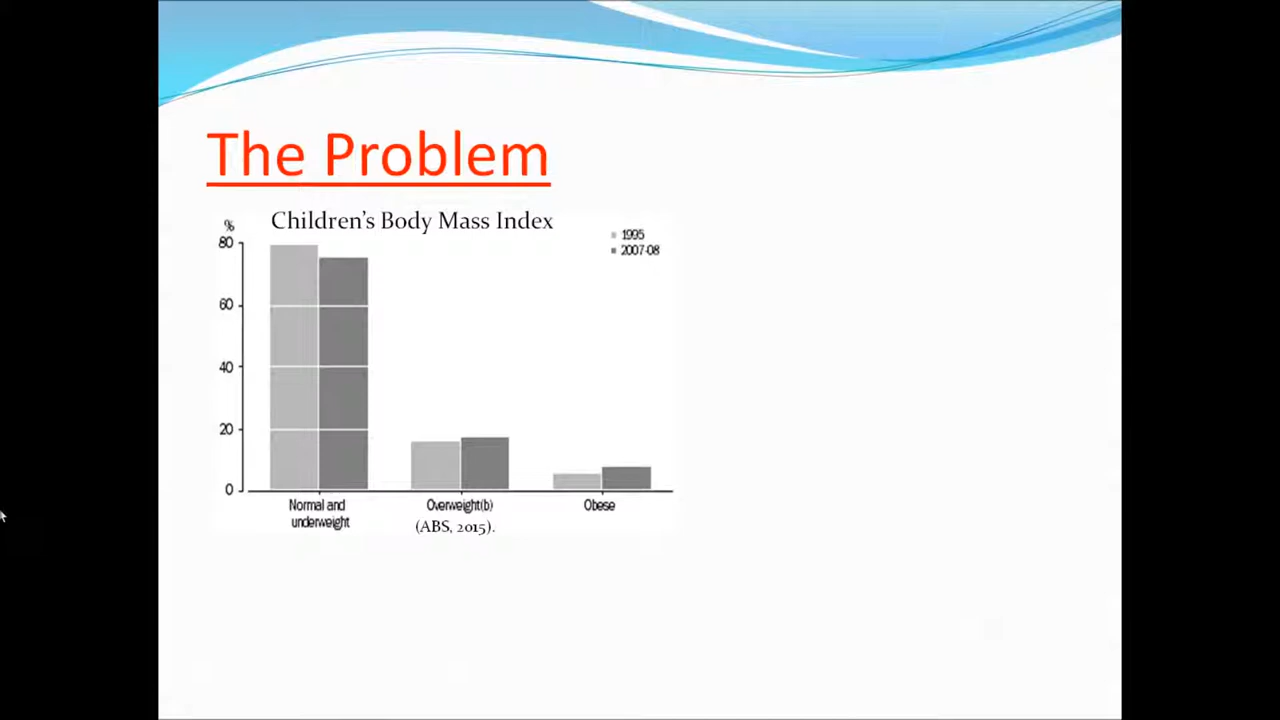 The Problem
Children's Body Mass Index
%
1995
2007-08
80
60
40
20
0
Normal and
underweight
Overweight(b)
Obese
(ABS, 2015).